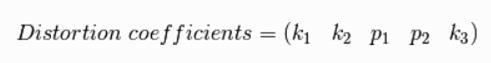 Distortion coefficients = (k₁ k₂ p₁ p₂ k₃)